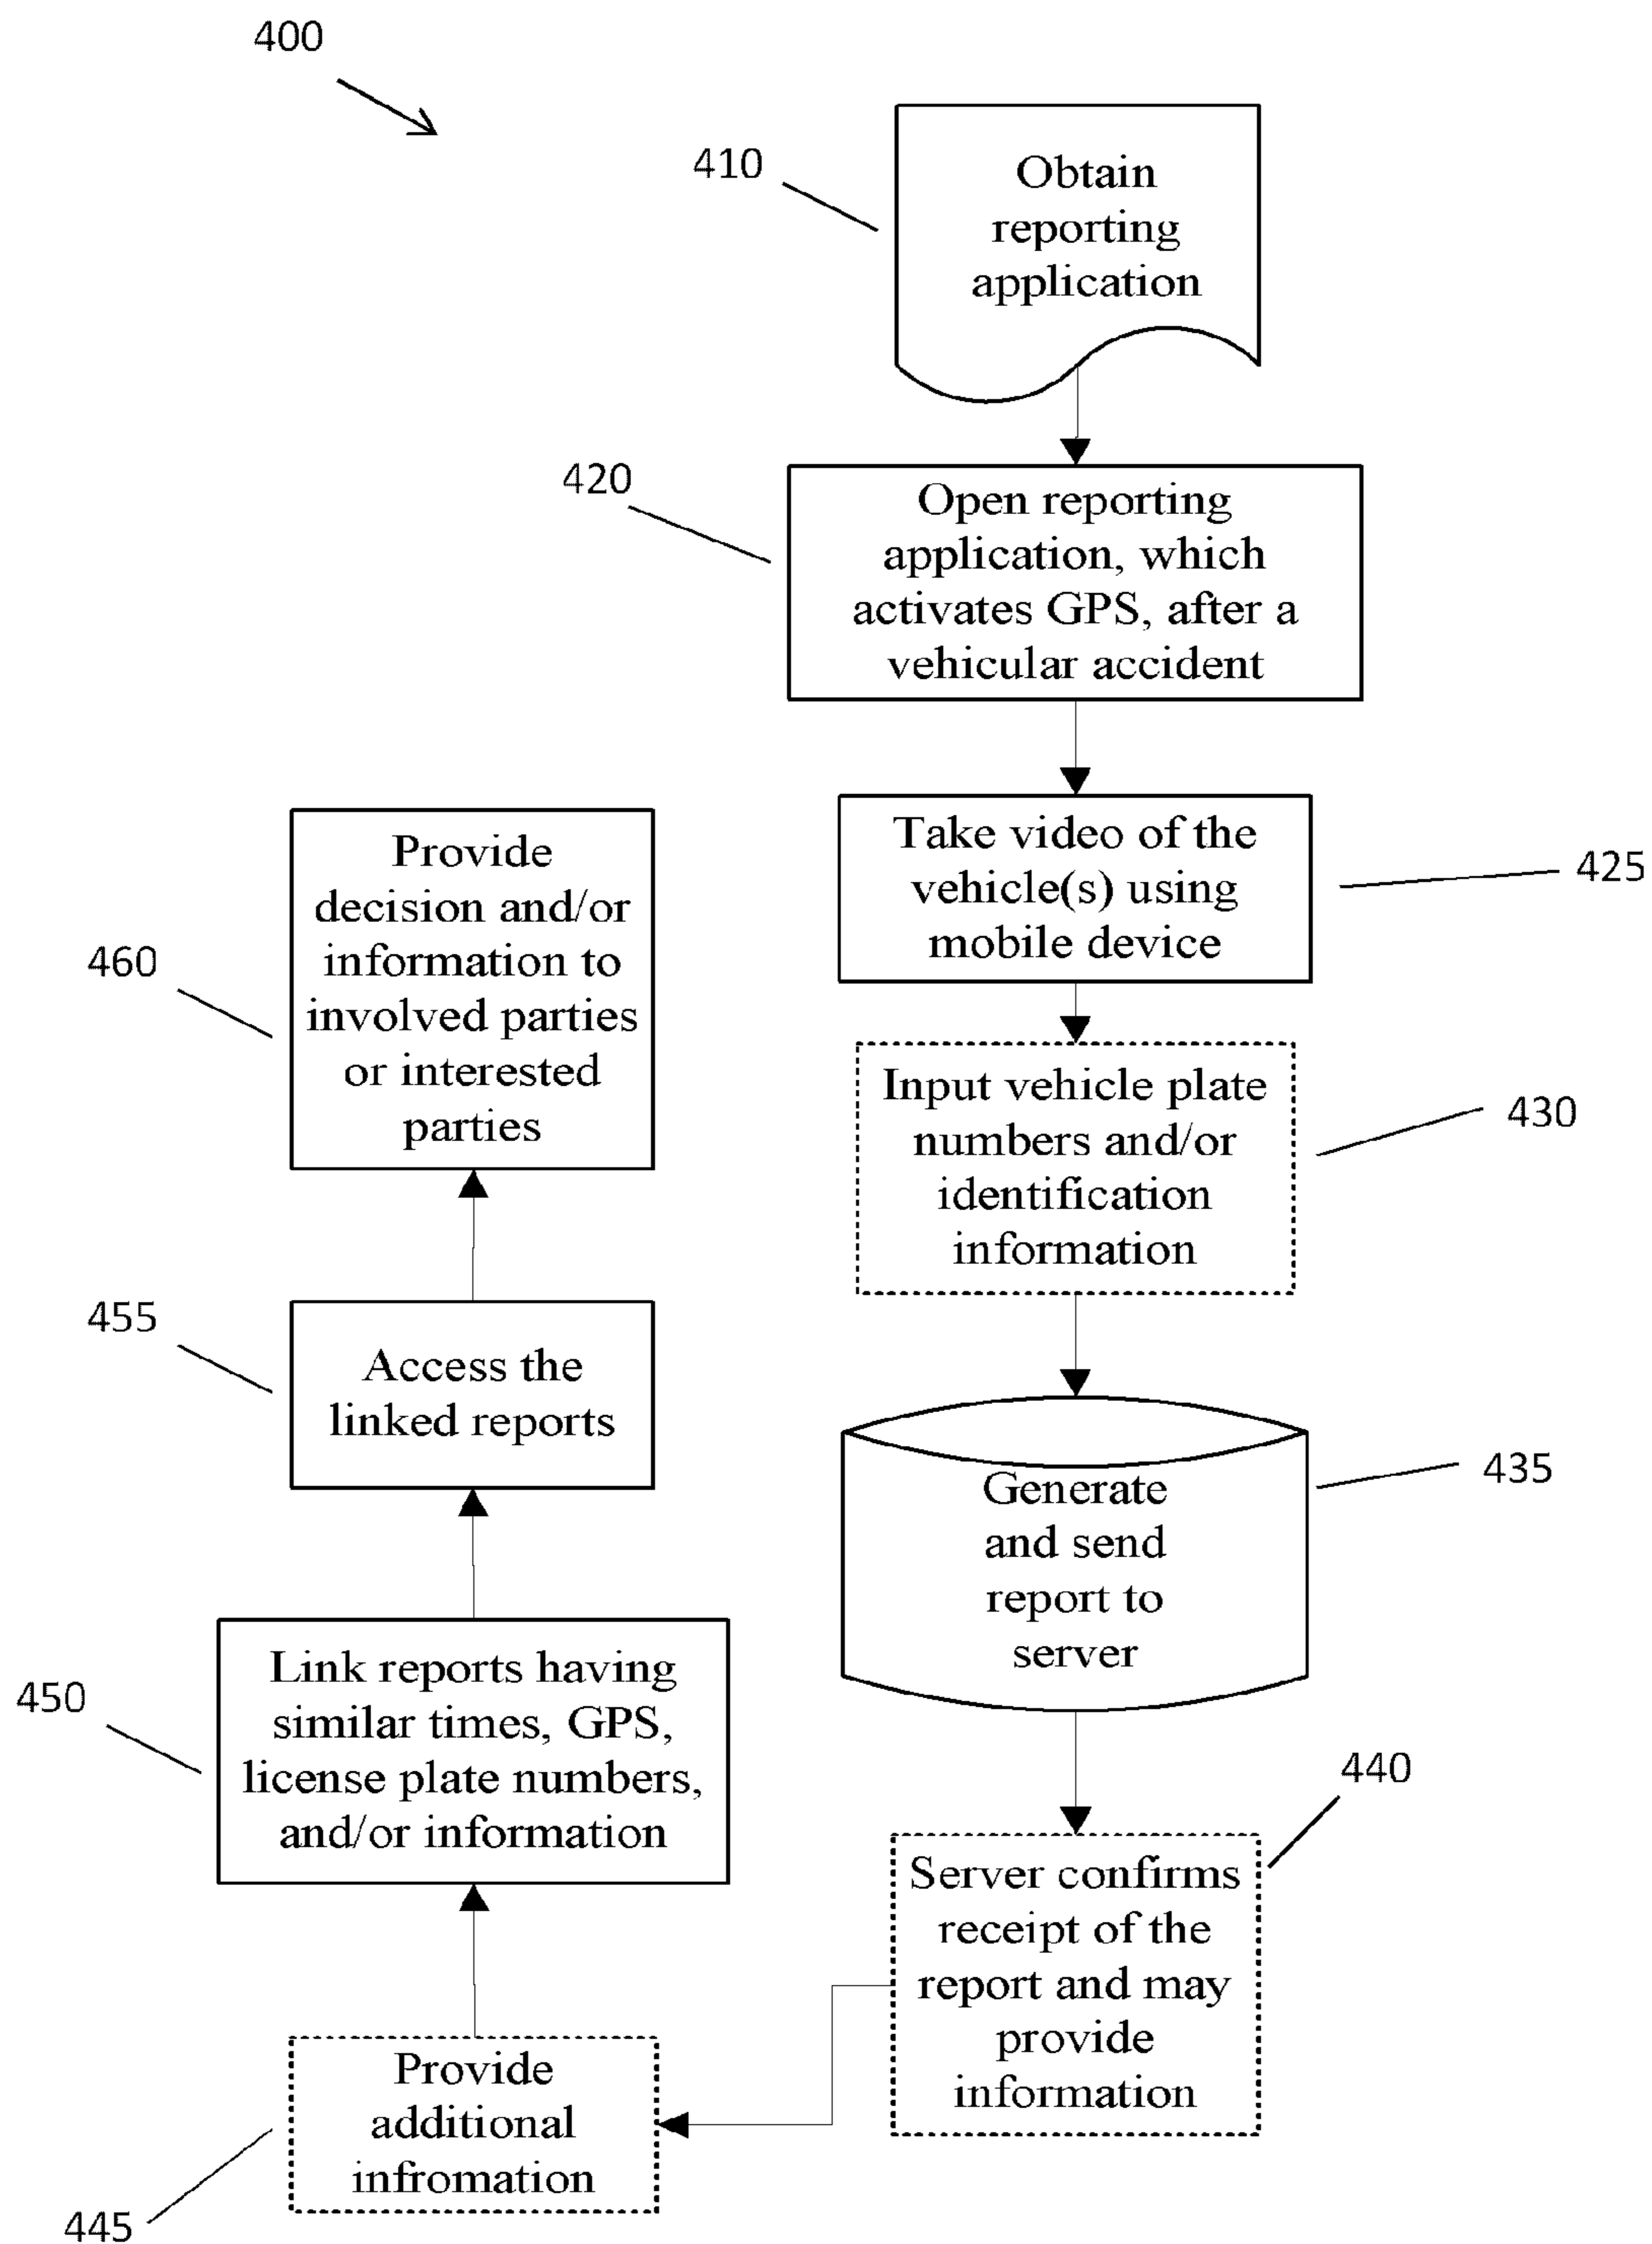 400
410
Obtain
reporting
application
420
Open reporting
application, which
activates GPS, after a
vehicular accident
425
Take video of the
vehicle(s) using
mobile device
430
Input vehicle plate
numbers and/or
identification
information
435
Generate
and send
report to
server
440
Server confirms
receipt of the
report and may
provide
information
445
Provide
additional
infromation
450
Link reports having
similar times, GPS,
license plate numbers,
and/or information
455
Access the
linked reports
460
Provide
decision and/or
information to
involved parties
or interested
parties